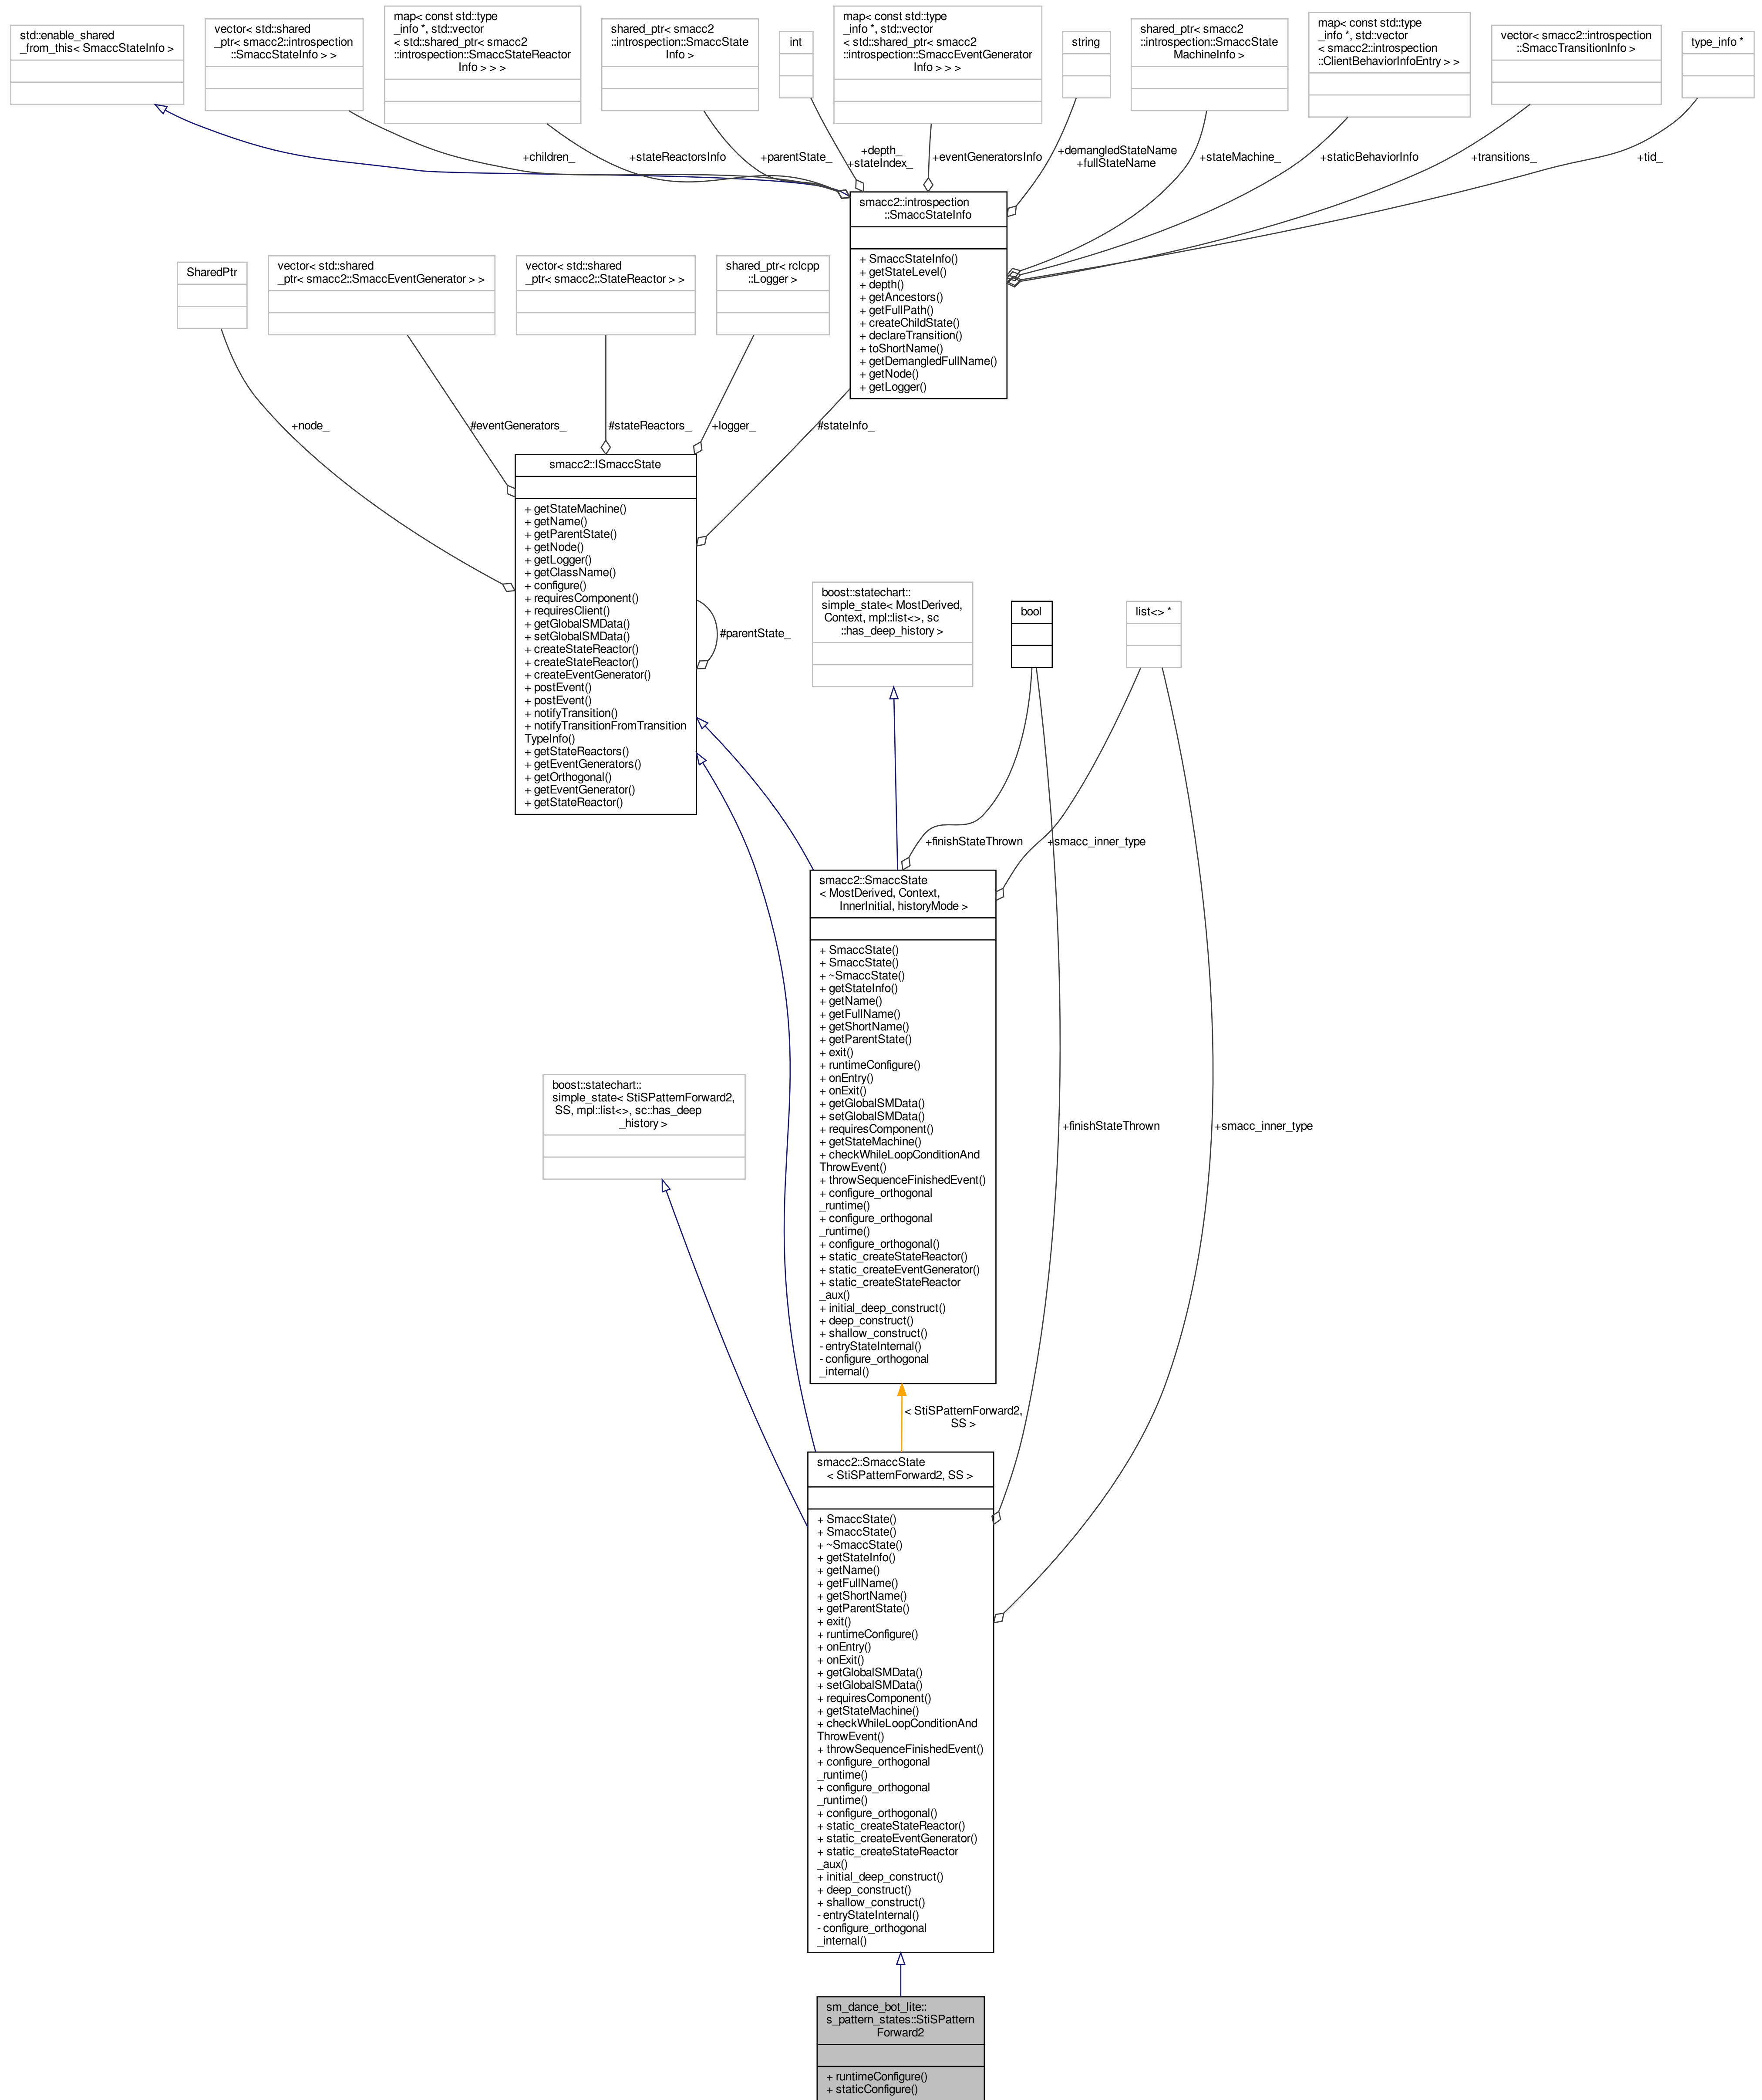 std::enable_shared
_from_this< SmaccStateInfo >
vector< std::shared
_ptr< smacc2::introspection
::SmaccStateInfo > >
map< const std::type
_info *, std::vector
< std::shared_ptr< smacc2
::introspection::SmaccStateReactor
Info > > >
shared_ptr< smacc2
::introspection::SmaccState
Info >
int
map< const std::type
_info *, std::vector
< std::shared_ptr< smacc2
::introspection::SmaccEventGenerator
Info > > >
string
shared_ptr< smacc2
::introspection::SmaccState
MachineInfo >
map< const std::type
_info *, std::vector
< smacc2::introspection
::ClientBehaviorInfoEntry > >
vector< smacc2::introspection
::SmaccTransitionInfo >
type_info *
+children_
+stateReactorsInfo
+parentState_
+depth_
+stateIndex_
+eventGeneratorsInfo
+demangledStateName
+fullStateName
+stateMachine_
+staticBehaviorInfo
+transitions_
+tid_
smacc2::introspection
::SmaccStateInfo
+ SmaccStateInfo()
+ getStateLevel()
+ depth()
+ getAncestors()
+ getFullPath()
+ createChildState()
+ declareTransition()
+ toShortName()
+ getDemangledFullName()
+ getNode()
+ getLogger()
SharedPtr
vector< std::shared
_ptr< smacc2::SmaccEventGenerator > >
vector< std::shared
_ptr< smacc2::StateReactor > >
shared_ptr< rclcpp
::Logger >
+node_
#eventGenerators_
#stateReactors_
+logger_
#stateInfo_
smacc2::ISmaccState
+ getStateMachine()
+ getName()
+ getParentState()
+ getNode()
+ getLogger()
+ getClassName()
+ configure()
+ requiresComponent()
+ requiresClient()
+ getGlobalSMData()
+ setGlobalSMData()
+ createStateReactor()
+ createStateReactor()
+ createEventGenerator()
+ postEvent()
+ postEvent()
+ notifyTransition()
+ notifyTransitionFromTransition
TypeInfo()
+ getStateReactors()
+ getEventGenerators()
+ getOrthogonal()
+ getEventGenerator()
+ getStateReactor()
#parentState_
boost::statechart::
simple_state< MostDerived,
Context, mpl::list<>, sc
::has_deep_history >
bool
list<> *
+finishStateThrown
+smacc_inner_type
smacc2::SmaccState
< MostDerived, Context,
InnerInitial, historyMode >
+ SmaccState()
+ SmaccState()
+ ~SmaccState()
+ getStateInfo()
+ getName()
+ getFullName()
+ getShortName()
+ getParentState()
+ exit()
+ runtimeConfigure()
+ onEntry()
+ onExit()
+ getGlobalSMData()
+ setGlobalSMData()
+ requiresComponent()
+ getStateMachine()
+ checkWhileLoopConditionAnd
ThrowEvent()
+ throwSequenceFinishedEvent()
+ configure_orthogonal
_runtime()
+ configure_orthogonal
_runtime()
+ configure_orthogonal()
+ static_createStateReactor()
+ static_createEventGenerator()
+ static_createStateReactor
_aux()
+ initial_deep_construct()
+ deep_construct()
+ shallow_construct()
- entryStateInternal()
- configure_orthogonal
_internal()
boost::statechart::
simple_state< StiSPatternForward2,
SS, mpl::list<>, sc::has_deep
_history >
+finishStateThrown
+smacc_inner_type
< StiSPatternForward2,
SS >
smacc2::SmaccState
< StiSPatternForward2, SS >
+ SmaccState()
+ SmaccState()
+ ~SmaccState()
+ getStateInfo()
+ getName()
+ getFullName()
+ getShortName()
+ getParentState()
+ exit()
+ runtimeConfigure()
+ onEntry()
+ onExit()
+ getGlobalSMData()
+ setGlobalSMData()
+ requiresComponent()
+ getStateMachine()
+ checkWhileLoopConditionAnd
ThrowEvent()
+ throwSequenceFinishedEvent()
+ configure_orthogonal
_runtime()
+ configure_orthogonal
_runtime()
+ configure_orthogonal()
+ static_createStateReactor()
+ static_createEventGenerator()
+ static_createStateReactor
_aux()
+ initial_deep_construct()
+ deep_construct()
+ shallow_construct()
- entryStateInternal()
- configure_orthogonal
_internal()
sm_dance_bot_lite::
s_pattern_states::StiSPattern
Forward2
+ runtimeConfigure()
+ staticConfigure()